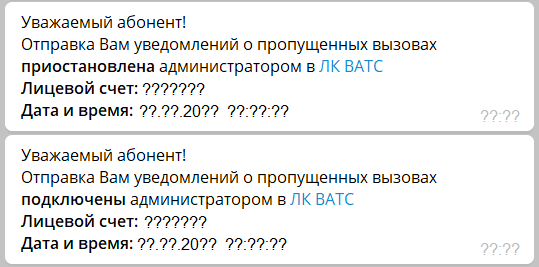 Уважаемый абонент!
Отправка Вам уведомлений о пропущенных вызовах
приостановлена администратором в ЛК ВАТС
Лицевой счет: ???????
Дата и время: ??.??.20?? ??:??:??
??:??
Уважаемый абонент!
Отправка Вам уведомлений о пропущенных вызовах
подключены администратором в ЛК ВАТС
Лицевой счет: ???????
Дата и время: ??.??.20?? ??:??:??
??:??